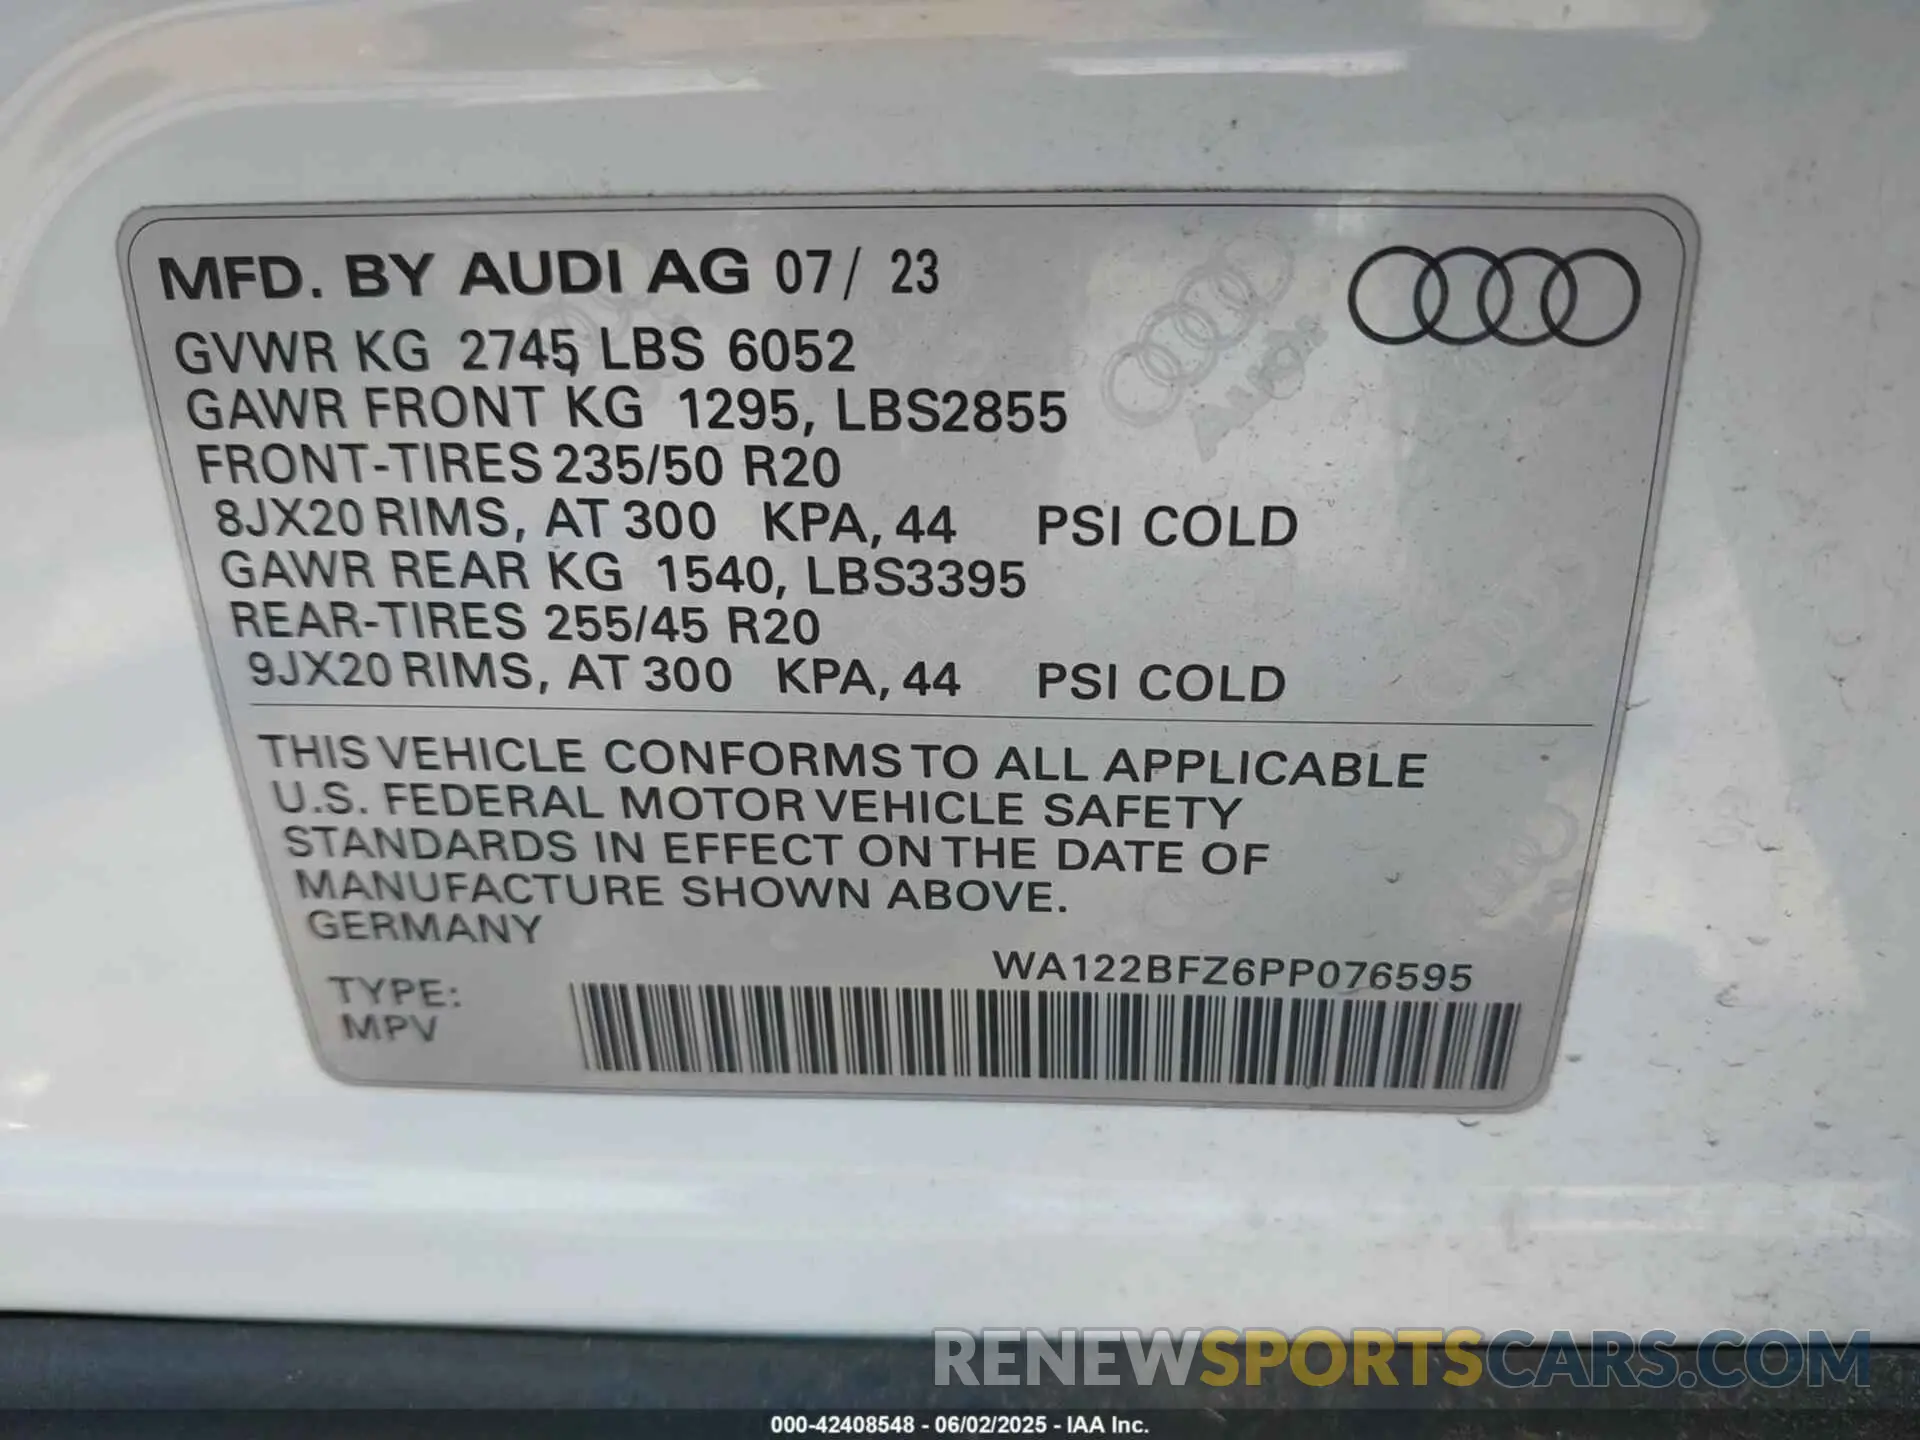 MFD. BY AUDI AG 07/ 23
GVWR KG 2745 LBS 6052
GAWR FRONT KG 1295, LBS2855
FRONT-TIRES 235/50 R20
8JX20 RIMS, AT 300 KPA, 44 PSI COLD
GAWR REAR KG 1540, LBS3395
REAR-TIRES 255/45 R20
9JX20 RIMS, AT 300 KPA, 44 PSI COLD
THIS VEHICLE CONFORMS TO ALL APPLICABLE
U.S. FEDERAL MOTOR VEHICLE SAFETY
STANDARDS IN EFFECT ON THE DATE OF
MANUFACTURE SHOWN ABOVE.
GERMANY
WA122BFZ6PP076595
TYPE:
MPV
RENEWSPORTSCARS.COM
000-42408548 - 06/02/2025 - IAA Inc.